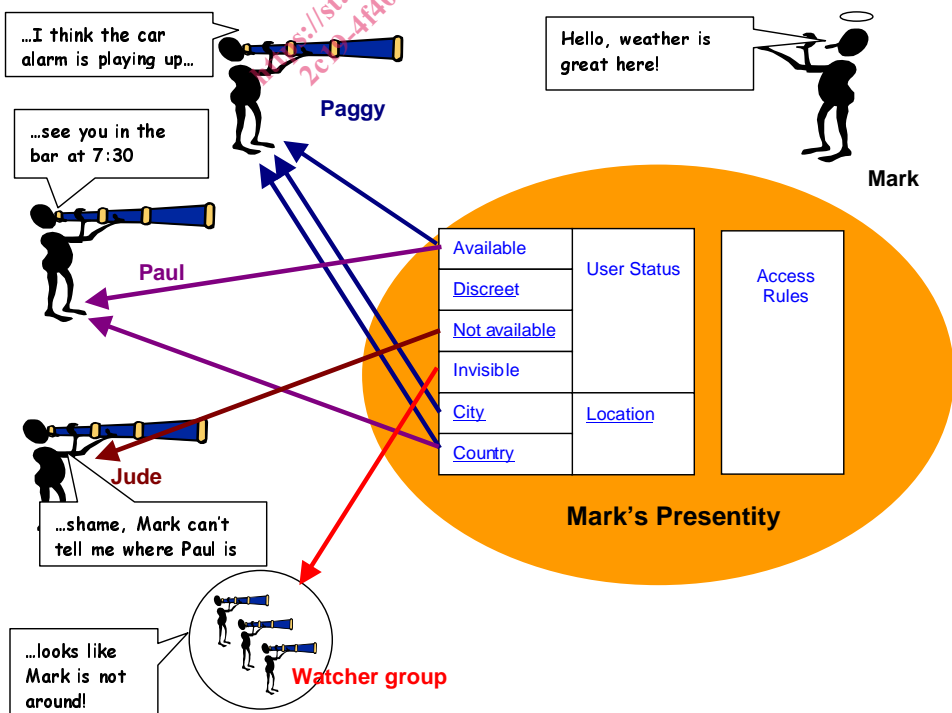 …I think the car
alarm is playing up…
Hello, weather is
great here!
Paggy
…see you in the
bar at 7:30
Mark
Paul
Available
User Status
Access
Rules
Discreet
Not available
Invisible
City
Location
Country
Jude
…shame, Mark can't
tell me where Paul is
Mark's Presentity
…looks like
Mark is not
around!
Watcher group